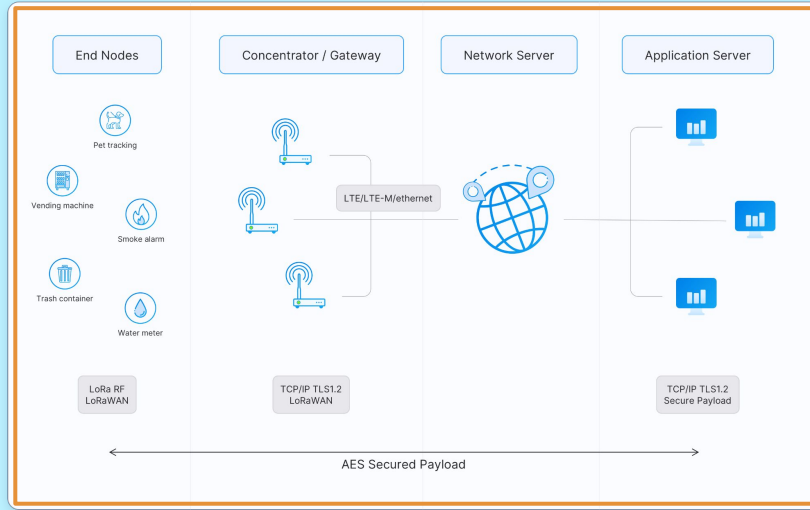 End Nodes
Concentrator / Gateway
Network Server
Application Server
Pet tracking
Vending machine
Smoke alarm
Trash container
Water meter
LTE/LTE-M/ethernet
LoRa RF
LoRaWAN
TCP/IP TLS1.2
LoRaWAN
TCP/IP TLS1.2
Secure Payload
AES Secured Payload